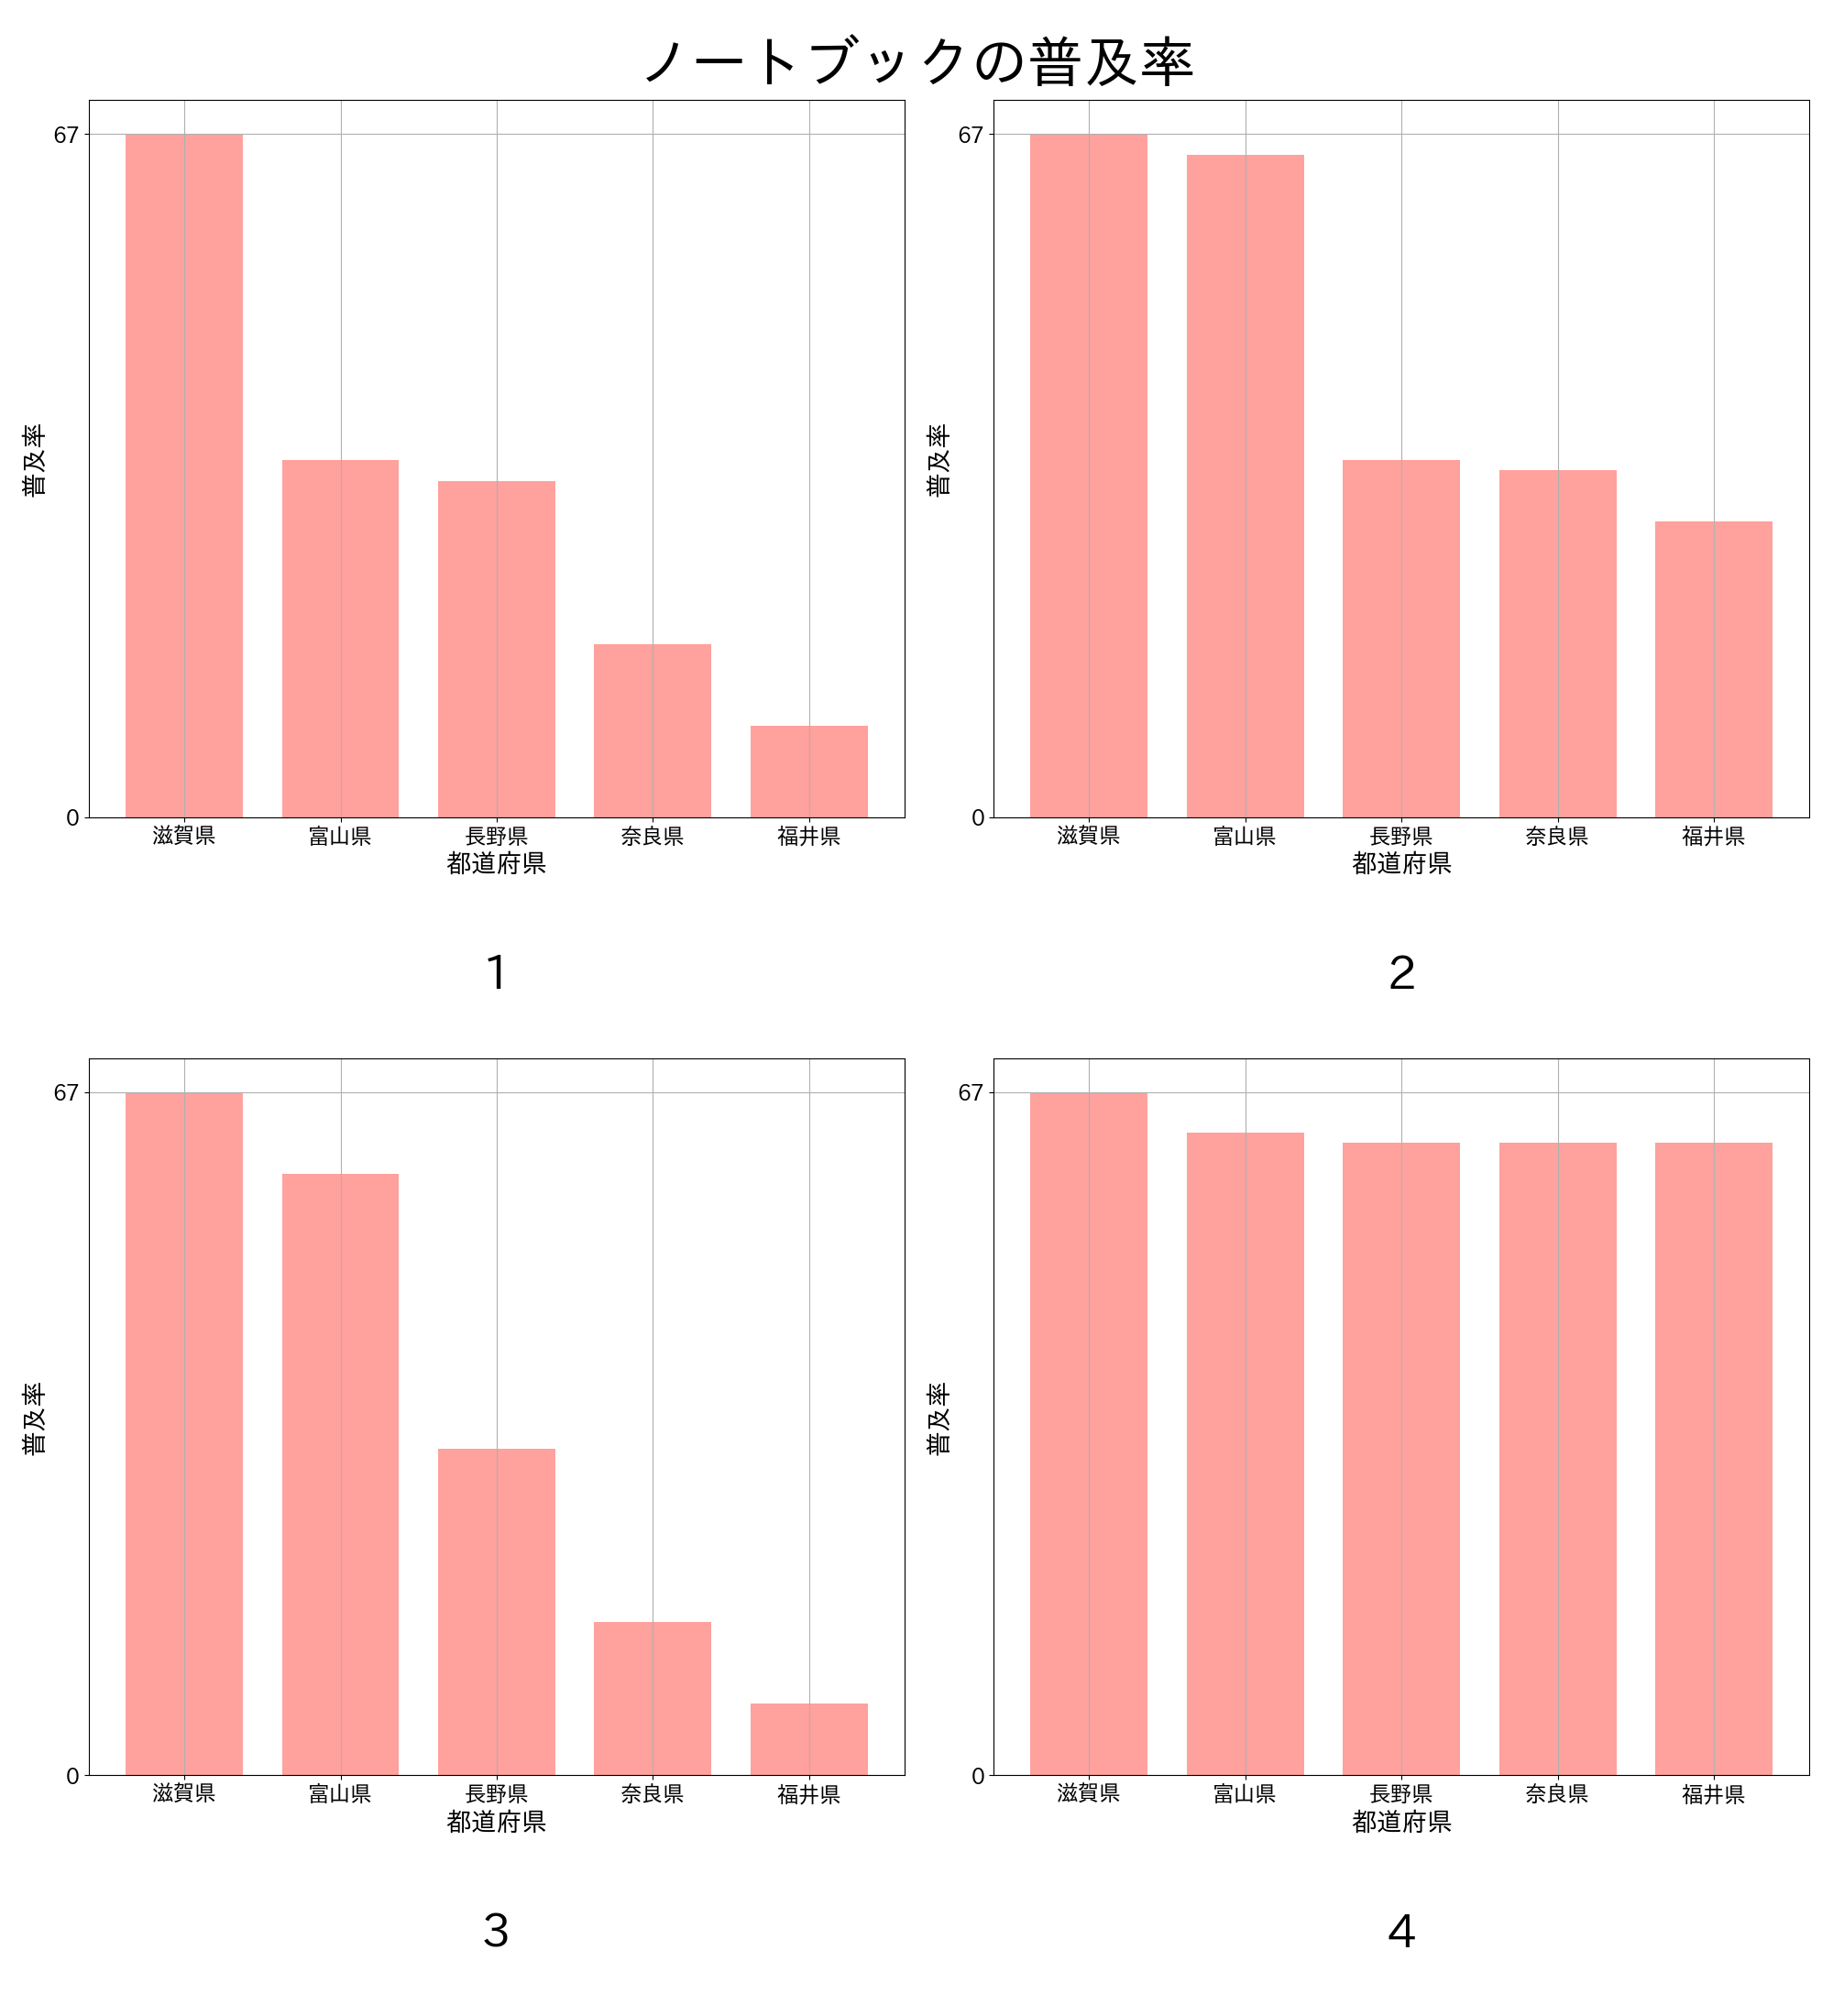 ノートブックの普及率
67
0
普及率
滋賀県 富山県 長野県 奈良県 福井県
都道府県
1
67
0
普及率
滋賀県 富山県 長野県 奈良県 福井県
都道府県
2
67
0
普及率
滋賀県 富山県 長野県 奈良県 福井県
都道府県
3
67
0
普及率
滋賀県 富山県 長野県 奈良県 福井県
都道府県
4